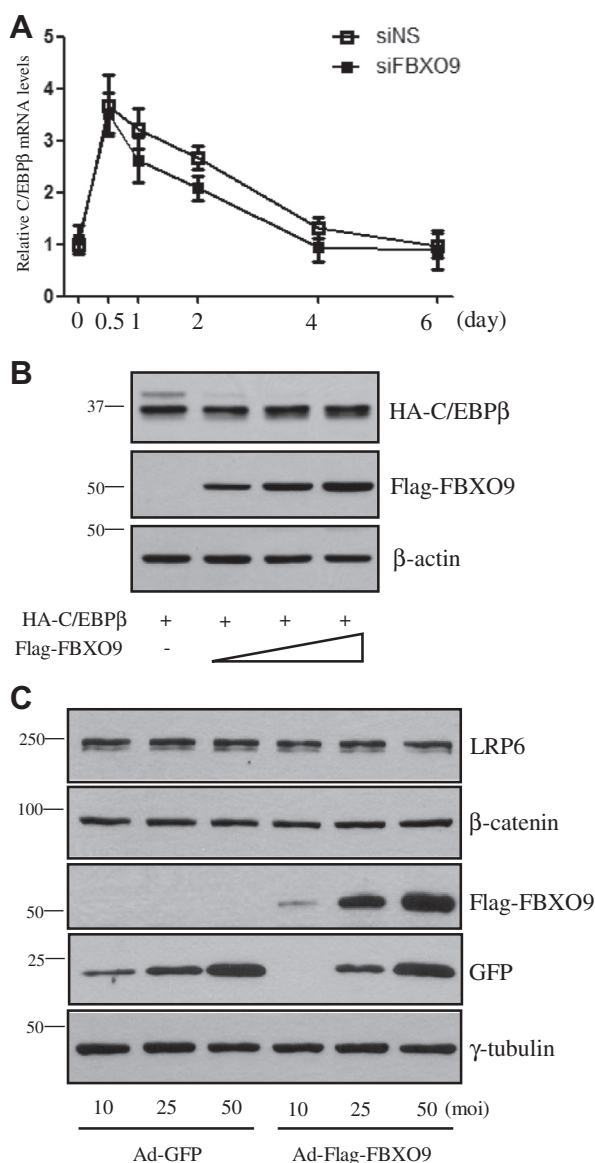 A
5
4
3
2
1
0
Relative C/EBPβ mRNA levels
siNS
siFBXO9
0 0.5 1 2 4 6 (day)
B
37
HA-C/EBPβ
50
Flag-FBXO9
50
β-actin
HA-C/EBPβ + + + +
Flag-FBXO9 -
C
250
LRP6
100
β-catenin
50
Flag-FBXO9
25
GFP
50
γ-tubulin
10 25 50 10 25 50 (moi)
Ad-GFP Ad-Flag-FBXO9